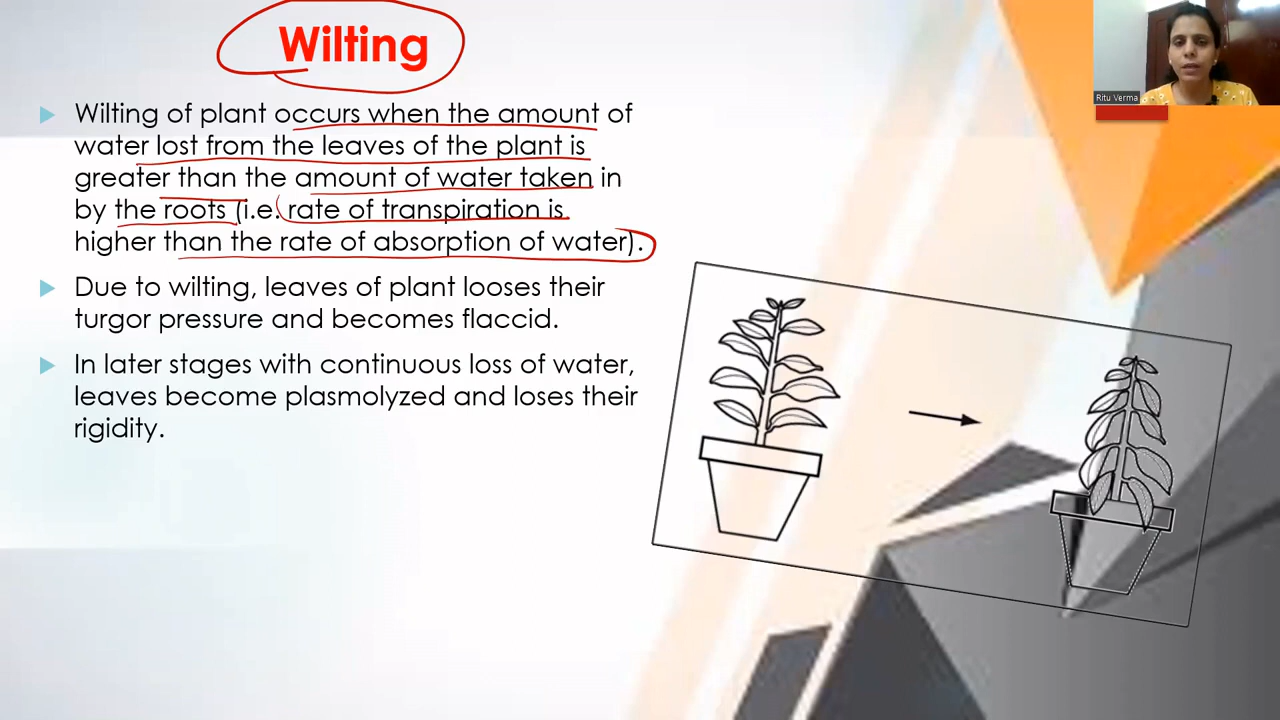 Wilting
Wilting of plant occurs when the amount of
water lost from the leaves of the plant is
greater than the amount of water taken in
by the roots (i.e. rate of transpiration is
higher than the rate of absorption of water).
Due to wilting, leaves of plant looses their
turgor pressure and becomes flaccid.
In later stages with continuous loss of water,
leaves become plasmolyzed and loses their
rigidity.
Ritu Verma